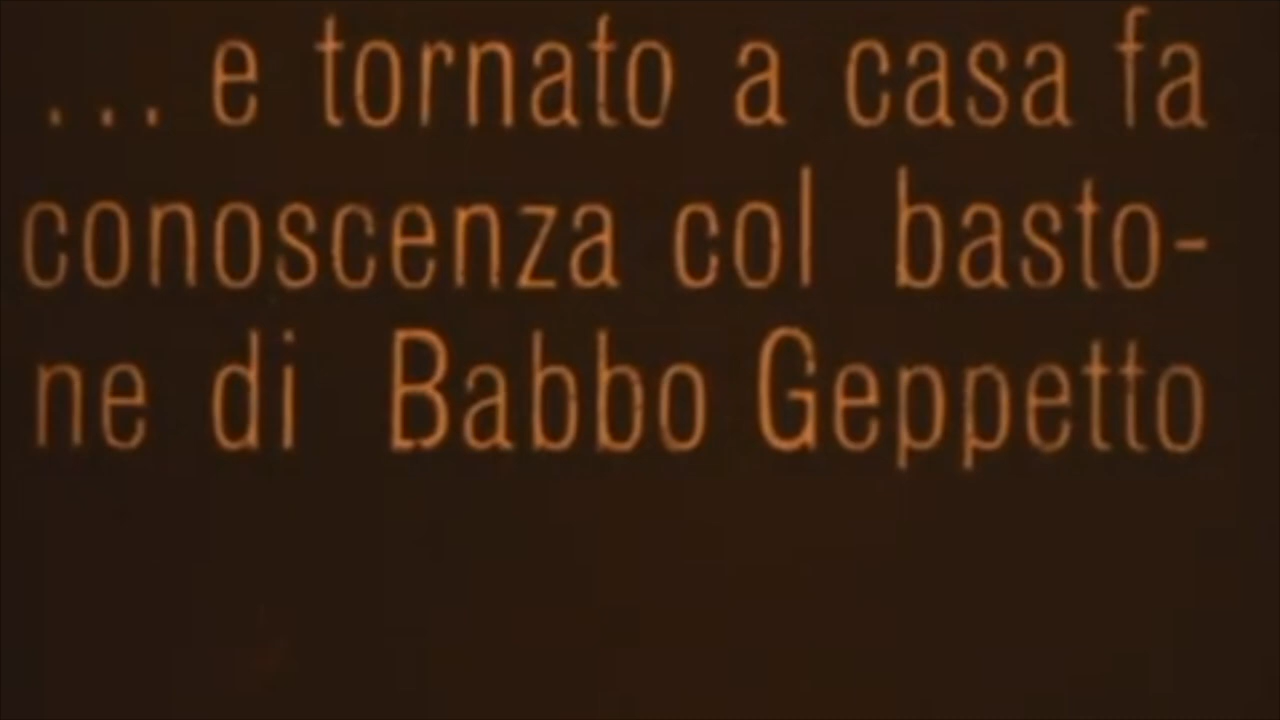 ... e tornato a casa fa
conoscenza col basto-
ne di Babbo Geppetto